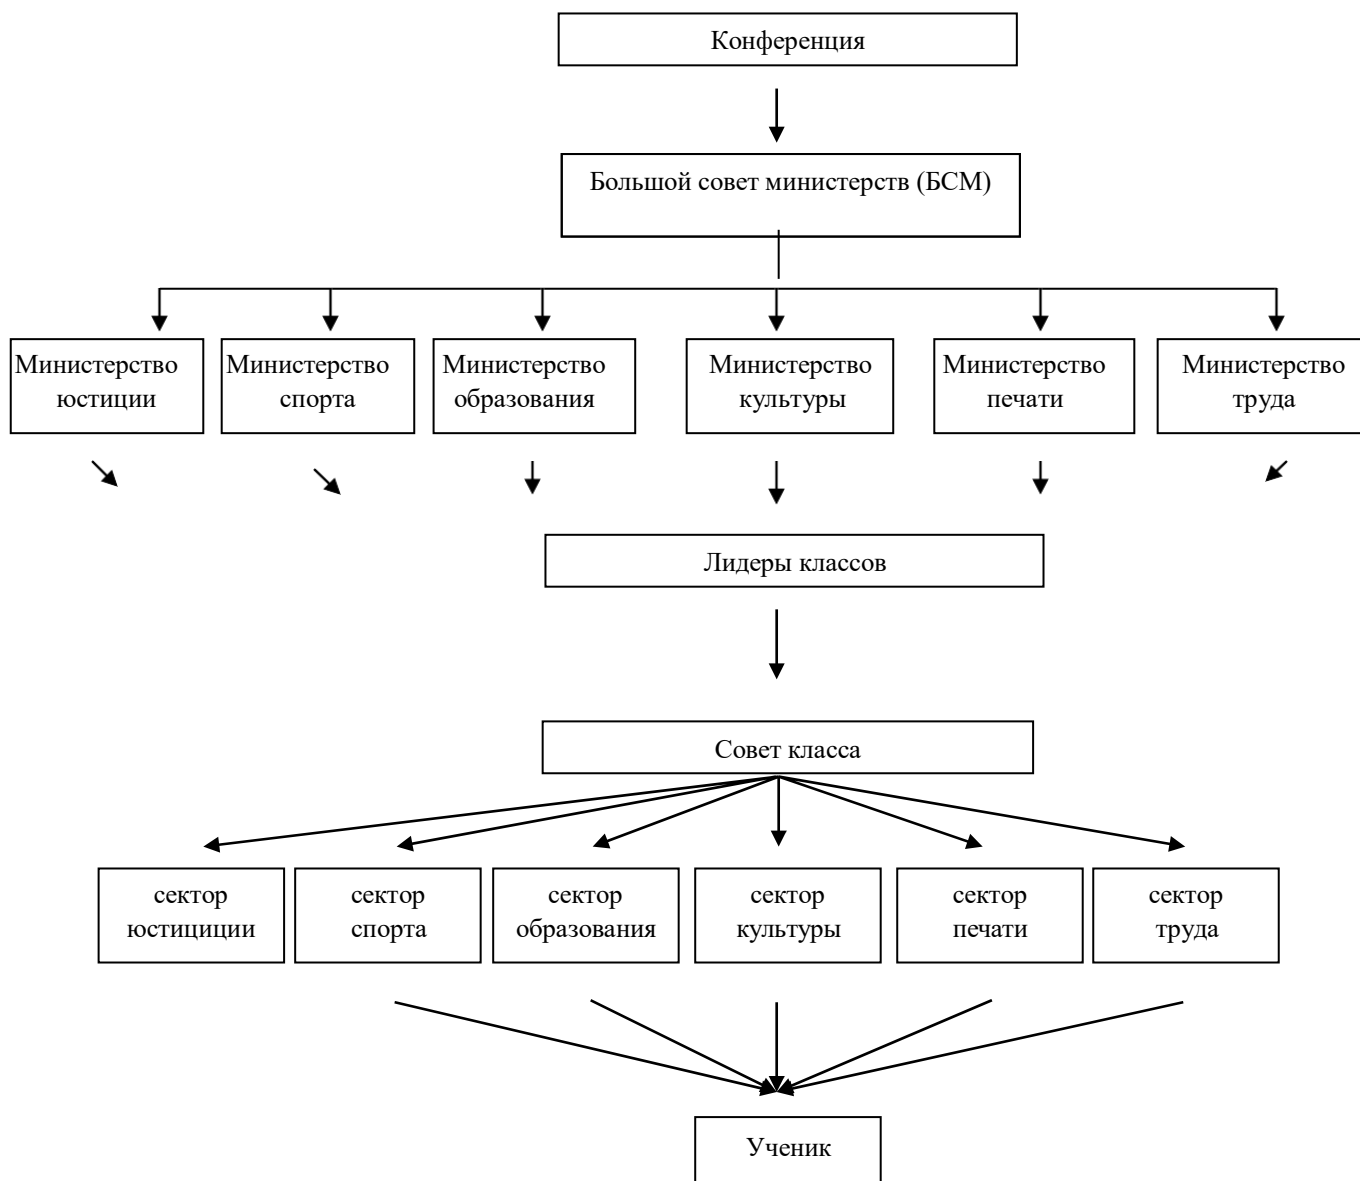 Конференция
Большой совет министерств (БСМ)
Министерство
юстиции
Министерство
спорта
Министерство
образования
Министерство
культуры
Министерство
печати
Министерство
труда
Лидеры классов
Совет класса
сектор
юстициции
сектор
спорта
сектор
образования
сектор
культуры
сектор
печати
сектор
труда
Ученик